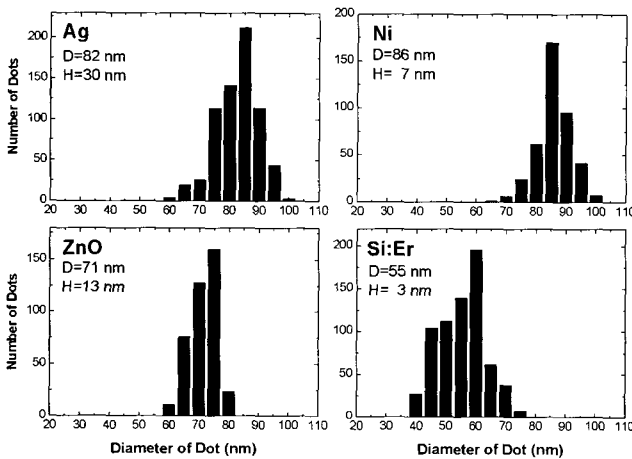 Ag
D=82 nm
H=30 nm
Number of Dots
200
150
100
50
0
20 30 40 50 60 70 80 90 100 110
Ni
D=86 nm
H= 7 nm
200
150
100
50
0
20 30 40 50 60 70 80 90 100 110
ZnO
D=71 nm
H=13 nm
Number of Dots
150
100
50
0
20 30 40 50 60 70 80 90 100 110
Diameter of Dot (nm)
Si:Er
D=55 nm
H= 3 nm
200
150
100
50
0
20 30 40 50 60 70 80 90 100 110
Diameter of Dot (nm)